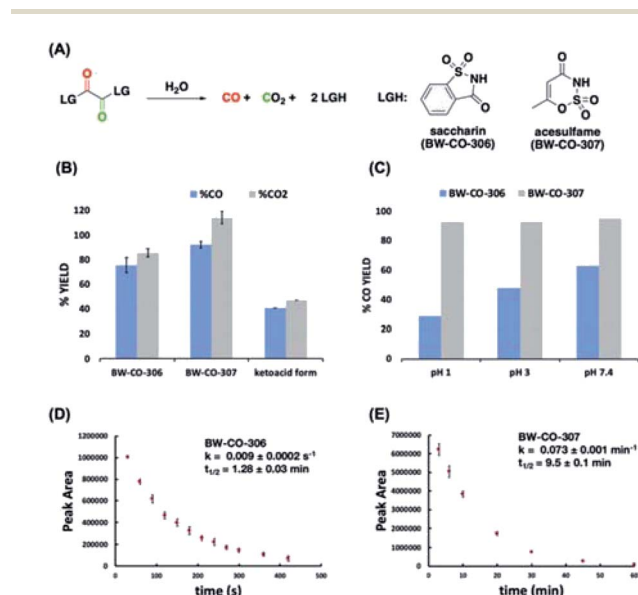 (A)
O
LG
LG
O
H₂O
CO + CO₂ + 2 LGH
LGH:
O O
S
NH
O
saccharin
(BW-CO-306)
O
NH
S O
O O
acesulfame
(BW-CO-307)
(B)
%CO %CO2
% YIELD
120
100
80
60
40
20
0
BW-CO-306 BW-CO-307 ketoacid form
(C)
BW-CO-306 BW-CO-307
% CO YIELD
100
80
60
40
20
0
pH 1 pH 3 pH 7.4
(D)
BW-CO-306
k = 0.009 ± 0.0002 s⁻¹
t₁/₂ = 1.28 ± 0.03 min
Peak Area
1200000
1000000
800000
600000
400000
200000
0
0 100 200 300 400 500
time (s)
(E)
BW-CO-307
k = 0.073 ± 0.001 min⁻¹
t₁/₂ = 9.5 ± 0.1 min
Peak Area
7000000
6000000
5000000
4000000
3000000
2000000
1000000
0
0 10 20 30 40 50 60
time (min)